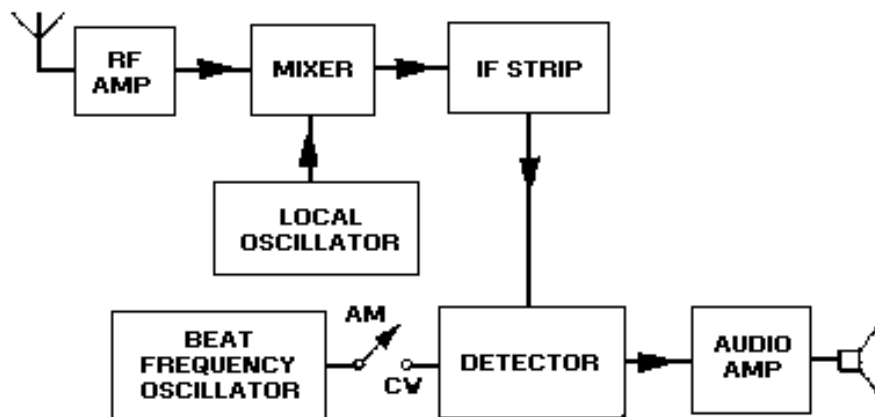 RF
AMP
MIXER
IF STRIP
LOCAL
OSCILLATOR
BEAT
FREQUENCY
OSCILLATOR
AM
CW
DETECTOR
AUDIO
AMP